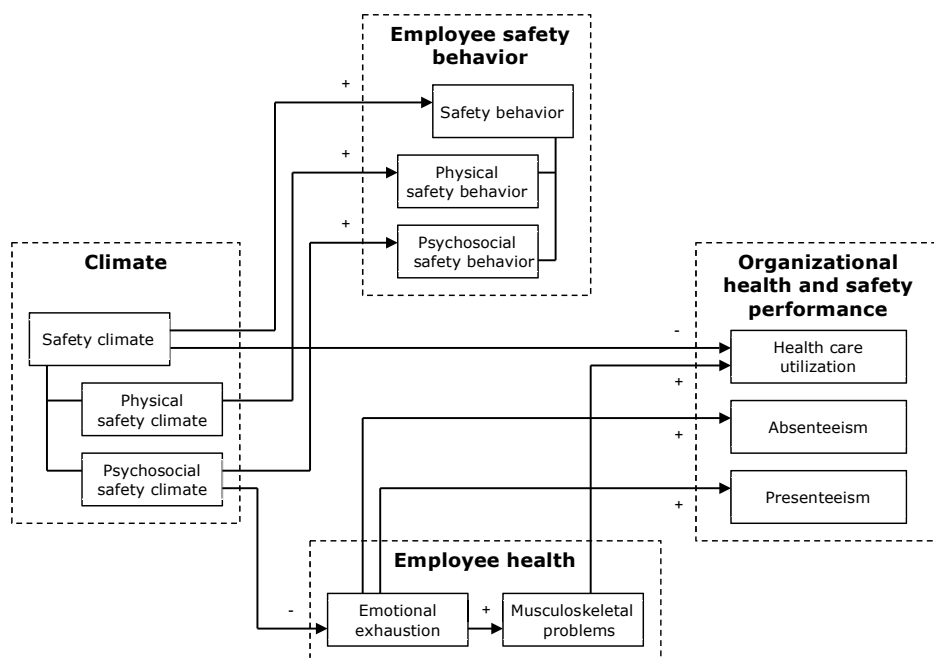 Employee safety
behavior
+
Safety behavior
+
Physical
safety behavior
+
Psychosocial
safety behavior
Climate
Safety climate
Physical
safety climate
Psychosocial
safety climate
Organizational
health and safety
performance
-
Health care
utilization
+
Absenteeism
+
Presenteeism
+
Employee health
-
Emotional
exhaustion
+
Musculoskeletal
problems